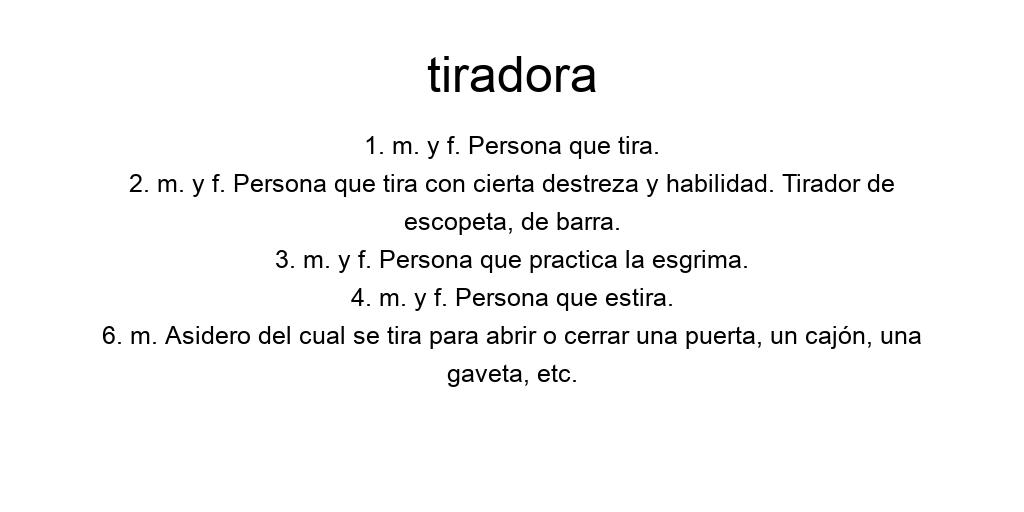 tiradora
1. m. y f. Persona que tira.
2. m. y f. Persona que tira con cierta destreza y habilidad. Tirador de
escopeta, de barra.
3. m. y f. Persona que practica la esgrima.
4. m. y f. Persona que estira.
6. m. Asidero del cual se tira para abrir o cerrar una puerta, un cajón, una
gaveta, etc.